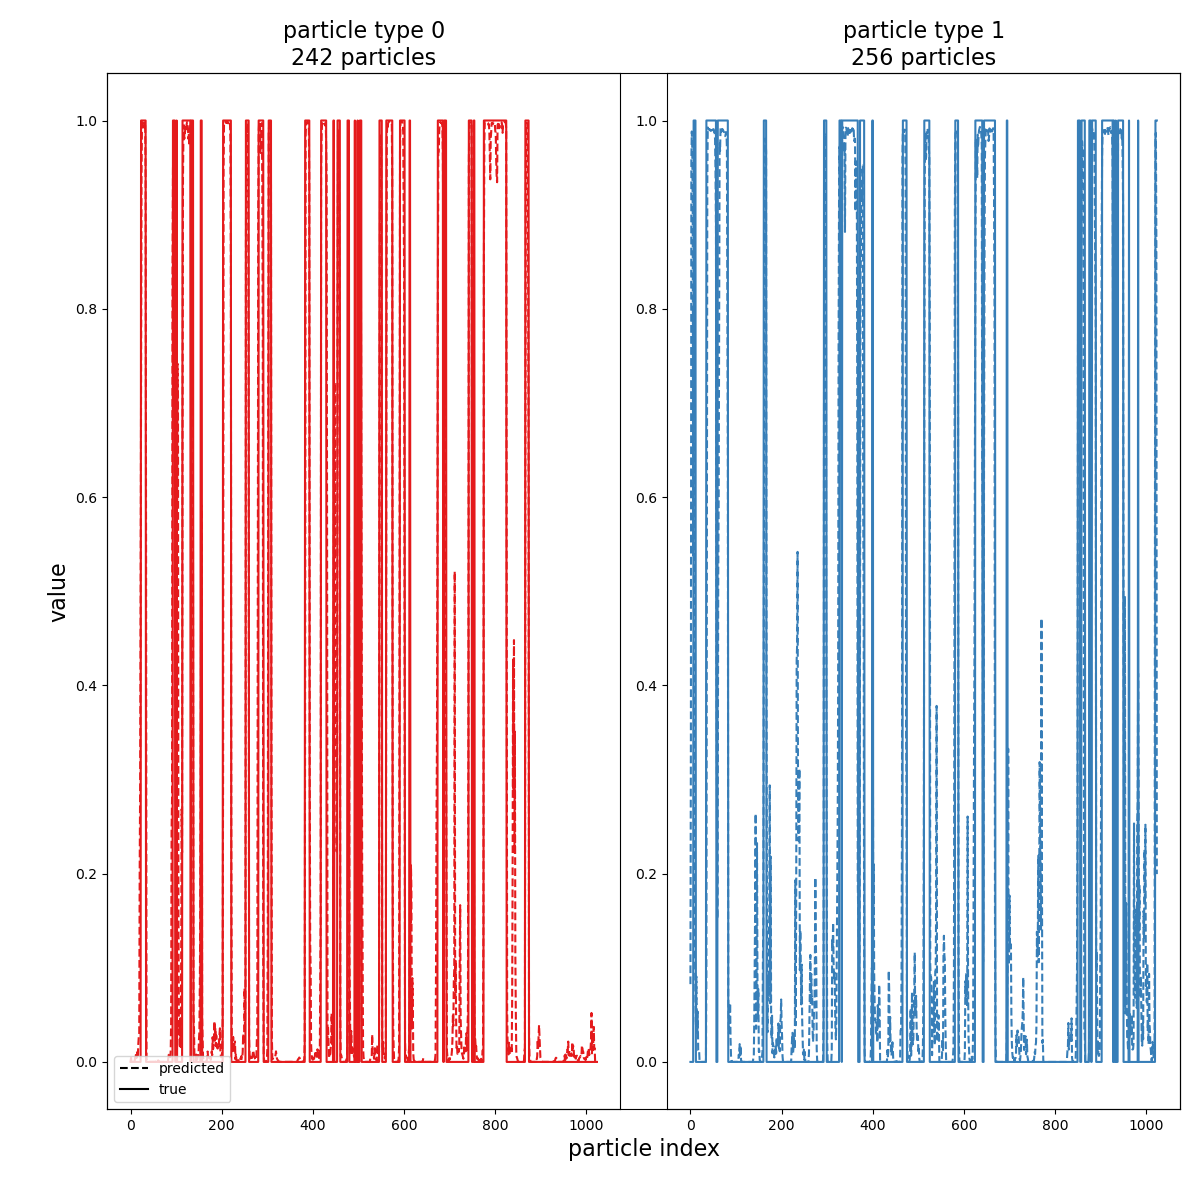 particle type 0
242 particles
particle type 1
256 particles
value
1.0
0.8
0.6
0.4
0.2
0.0
1.0
0.8
0.6
0.4
0.2
0.0
predicted
true
0 200 400 600 800 1000
0 200 400 600 800 1000
particle index